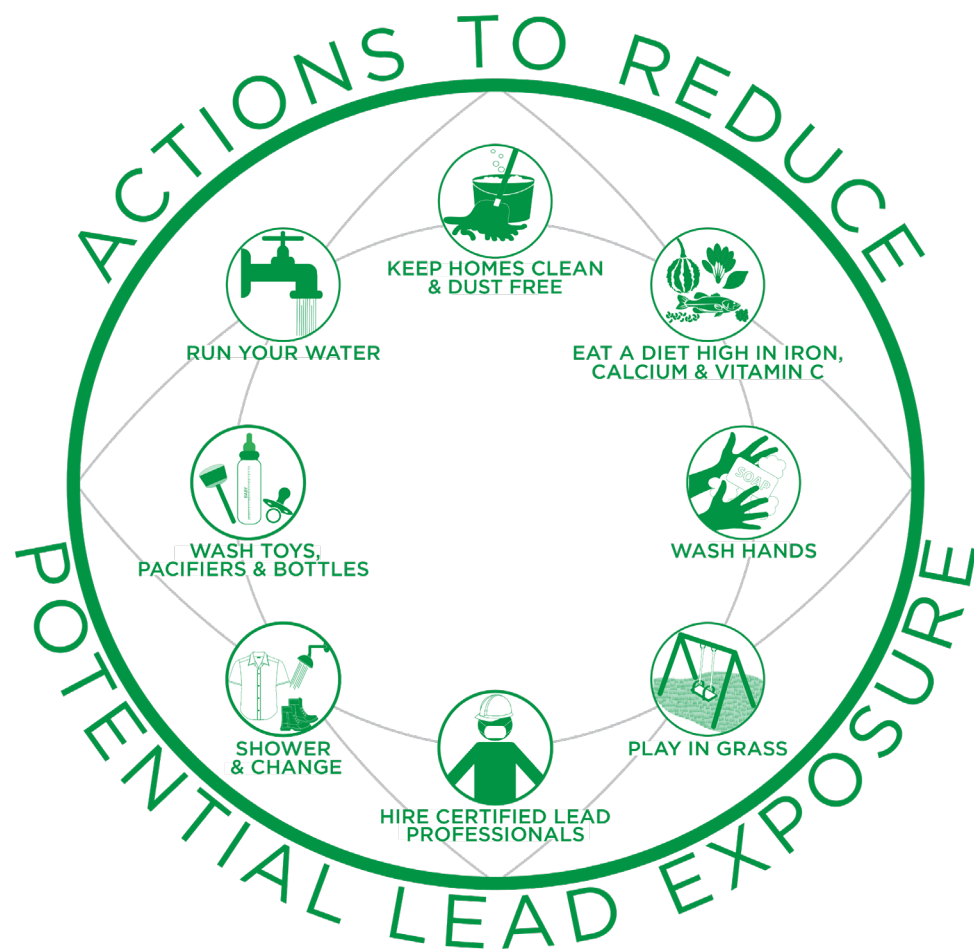 ACTIONS TO REDUCE
POTENTIAL LEAD EXPOSURE
KEEP HOMES CLEAN
& DUST FREE
EAT A DIET HIGH IN IRON,
CALCIUM & VITAMIN C
SOAP
WASH HANDS
PLAY IN GRASS
HIRE CERTIFIED LEAD
PROFESSIONALS
SHOWER
& CHANGE
BABY
WASH TOYS,
PACIFIERS & BOTTLES
RUN YOUR WATER